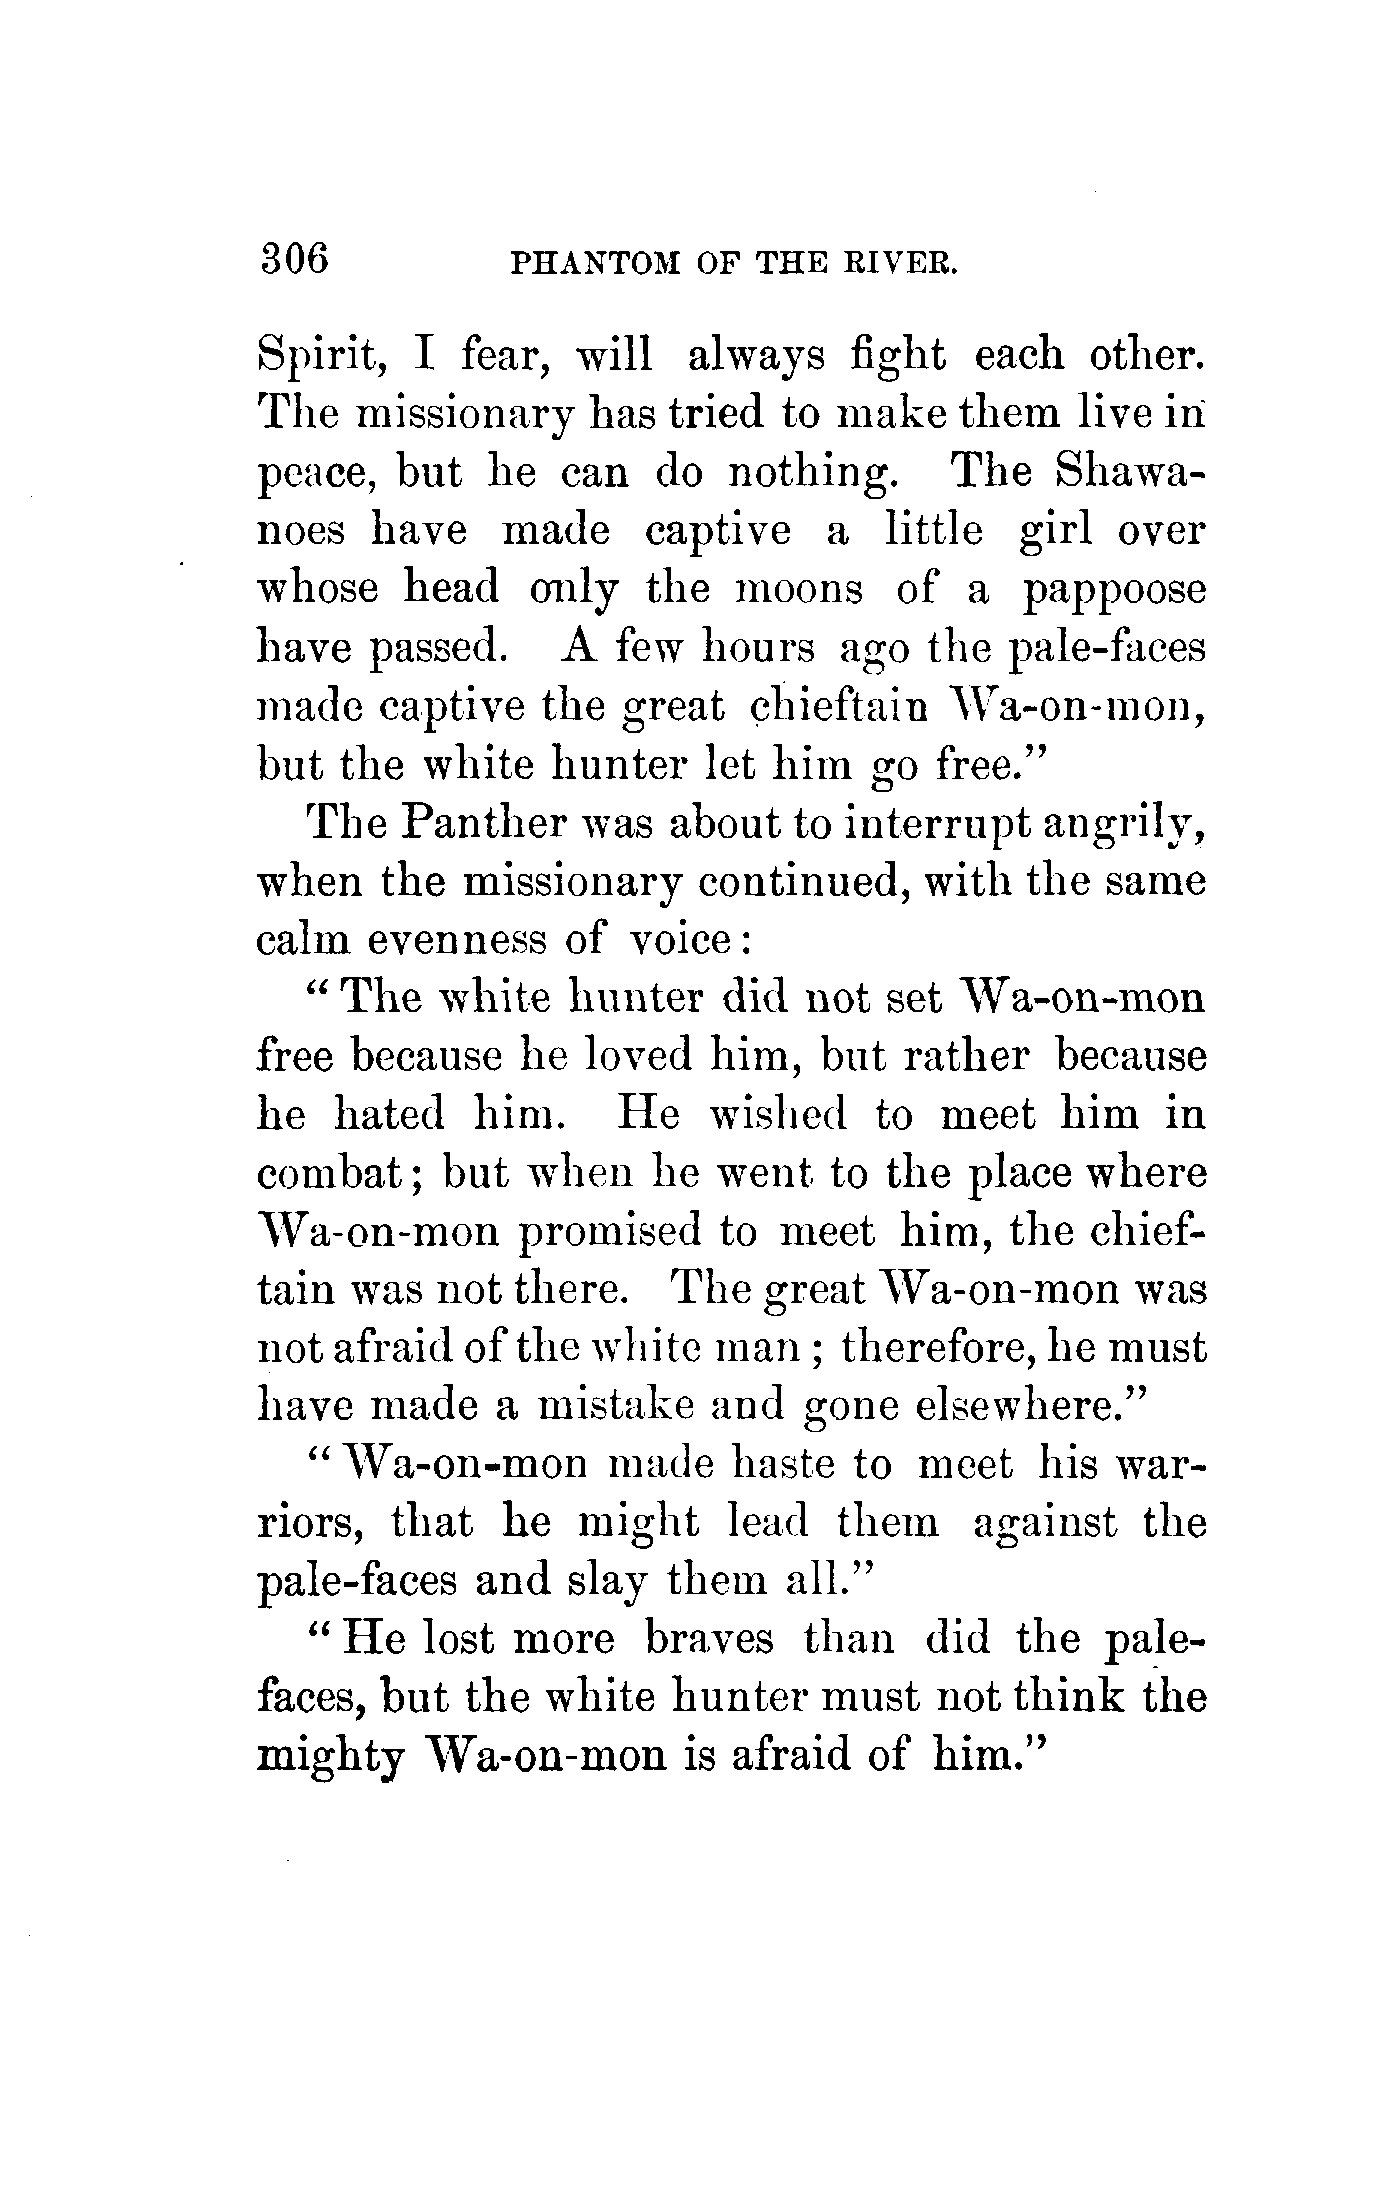 306 PHANTOM OF THE RIVER.
Spirit, I fear, will always fight each other.
The missionary has tried to make them live in
peace, but he can do nothing. The Shawa-
noes have made captive a little girl over
whose head only the moons of a pappoose
have passed. A few hours ago the pale-faces
made captive the great chieftain Wa-on-mon,
but the white hunter let him go free.”
The Panther was about to interrupt angrily,
when the missionary continued, with the same
calm evenness of voice:
“The white hunter did not set Wa-on-mon
free because he loved him, but rather because
he hated him. He wished to meet him in
combat; but when he went to the place where
Wa-on-mon promised to meet him, the chief-
tain was not there. The great Wa-on-mon was
not afraid of the white man; therefore, he must
have made a mistake and gone elsewhere.”
“Wa-on-mon made haste to meet his war-
riors, that he might lead them against the
pale-faces and slay them all.”
“He lost more braves than did the pale-
faces, but the white hunter must not think the
mighty Wa-on-mon is afraid of him.”